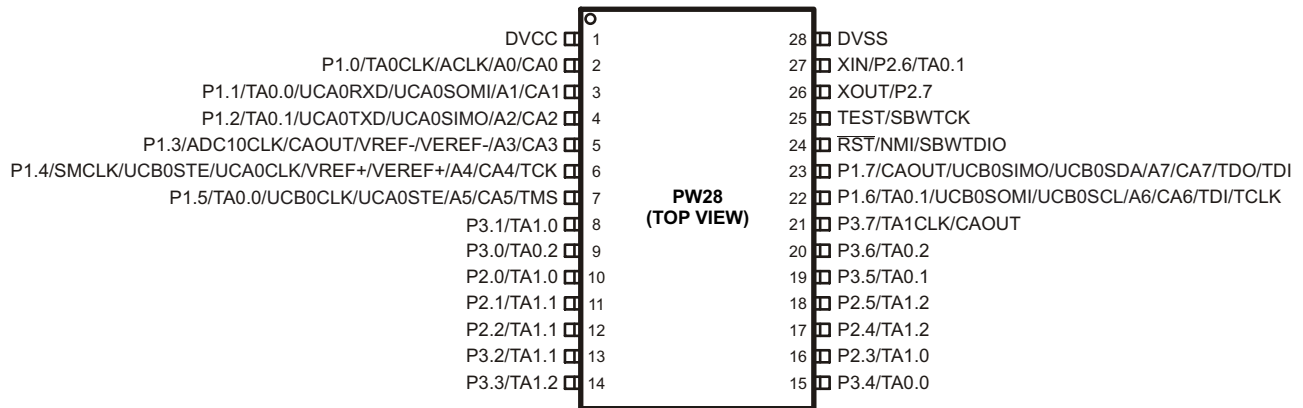 DVCC 1 28 DVSS
P1.0/TA0CLK/ACLK/A0/CA0 2 27 XIN/P2.6/TA0.1
P1.1/TA0.0/UCA0RXD/UCA0SOMI/A1/CA1 3 26 XOUT/P2.7
P1.2/TA0.1/UCA0TXD/UCA0SIMO/A2/CA2 4 25 TEST/SBWTCK
P1.3/ADC10CLK/CAOUT/VREF-/VEREF-/A3/CA3 5 24 RST/NMI/SBWTDIO
P1.4/SMCLK/UCB0STE/UCA0CLK/VREF+/VEREF+/A4/CA4/TCK 6 23 P1.7/CAOUT/UCB0SIMO/UCB0SDA/A7/CA7/TDO/TDI
P1.5/TA0.0/UCB0CLK/UCA0STE/A5/CA5/TMS 7 PW28 22 P1.6/TA0.1/UCB0SOMI/UCB0SCL/A6/CA6/TDI/TCLK
P3.1/TA1.0 8 (TOP VIEW) 21 P3.7/TA1CLK/CAOUT
P3.0/TA0.2 9 20 P3.6/TA0.2
P2.0/TA1.0 10 19 P3.5/TA0.1
P2.1/TA1.1 11 18 P2.5/TA1.2
P2.2/TA1.1 12 17 P2.4/TA1.2
P3.2/TA1.1 13 16 P2.3/TA1.0
P3.3/TA1.2 14 15 P3.4/TA0.0